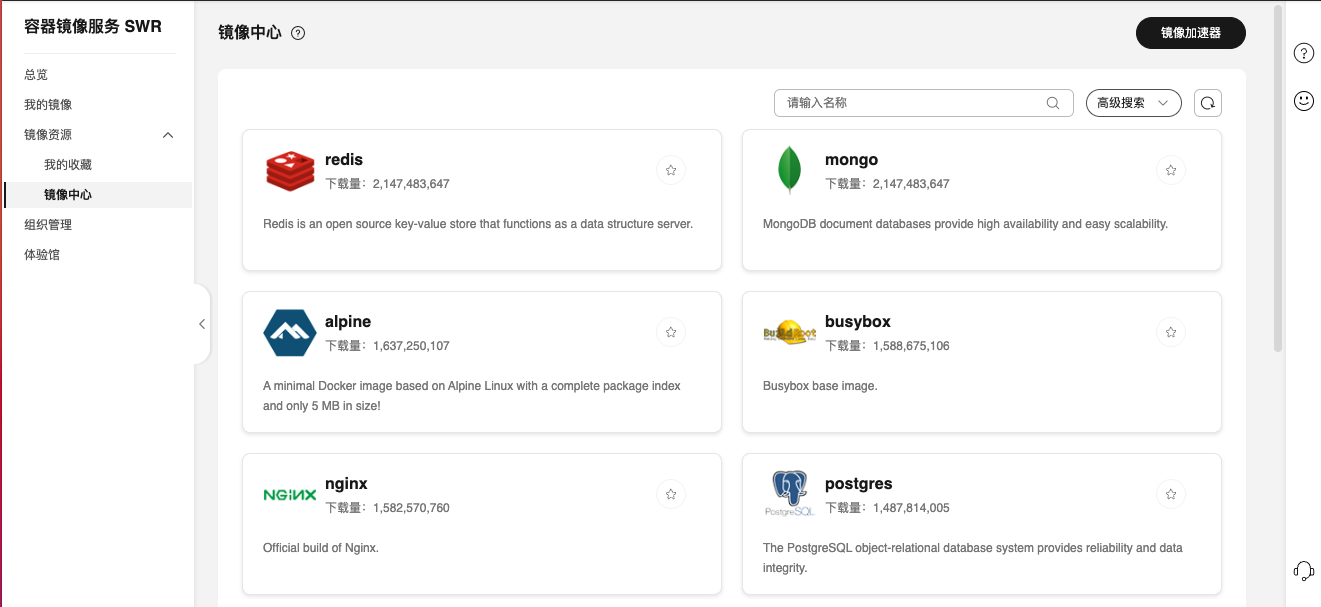 容器镜像服务 SWR
总览
我的镜像
镜像资源
我的收藏
镜像中心
组织管理
体验馆
镜像中心
镜像加速器
请输入名称
高级搜索
redis
下载量：2,147,483,647
Redis is an open source key-value store that functions as a data structure server.
mongo
下载量：2,147,483,647
MongoDB document databases provide high availability and easy scalability.
alpine
下载量：1,637,250,107
A minimal Docker image based on Alpine Linux with a complete package index
and only 5 MB in size!
busybox
下载量：1,588,675,106
Busybox base image.
NGINX
nginx
下载量：1,582,570,760
Official build of Nginx.
PostgreSQL
postgres
下载量：1,487,814,005
The PostgreSQL object-relational database system provides reliability and data
integrity.